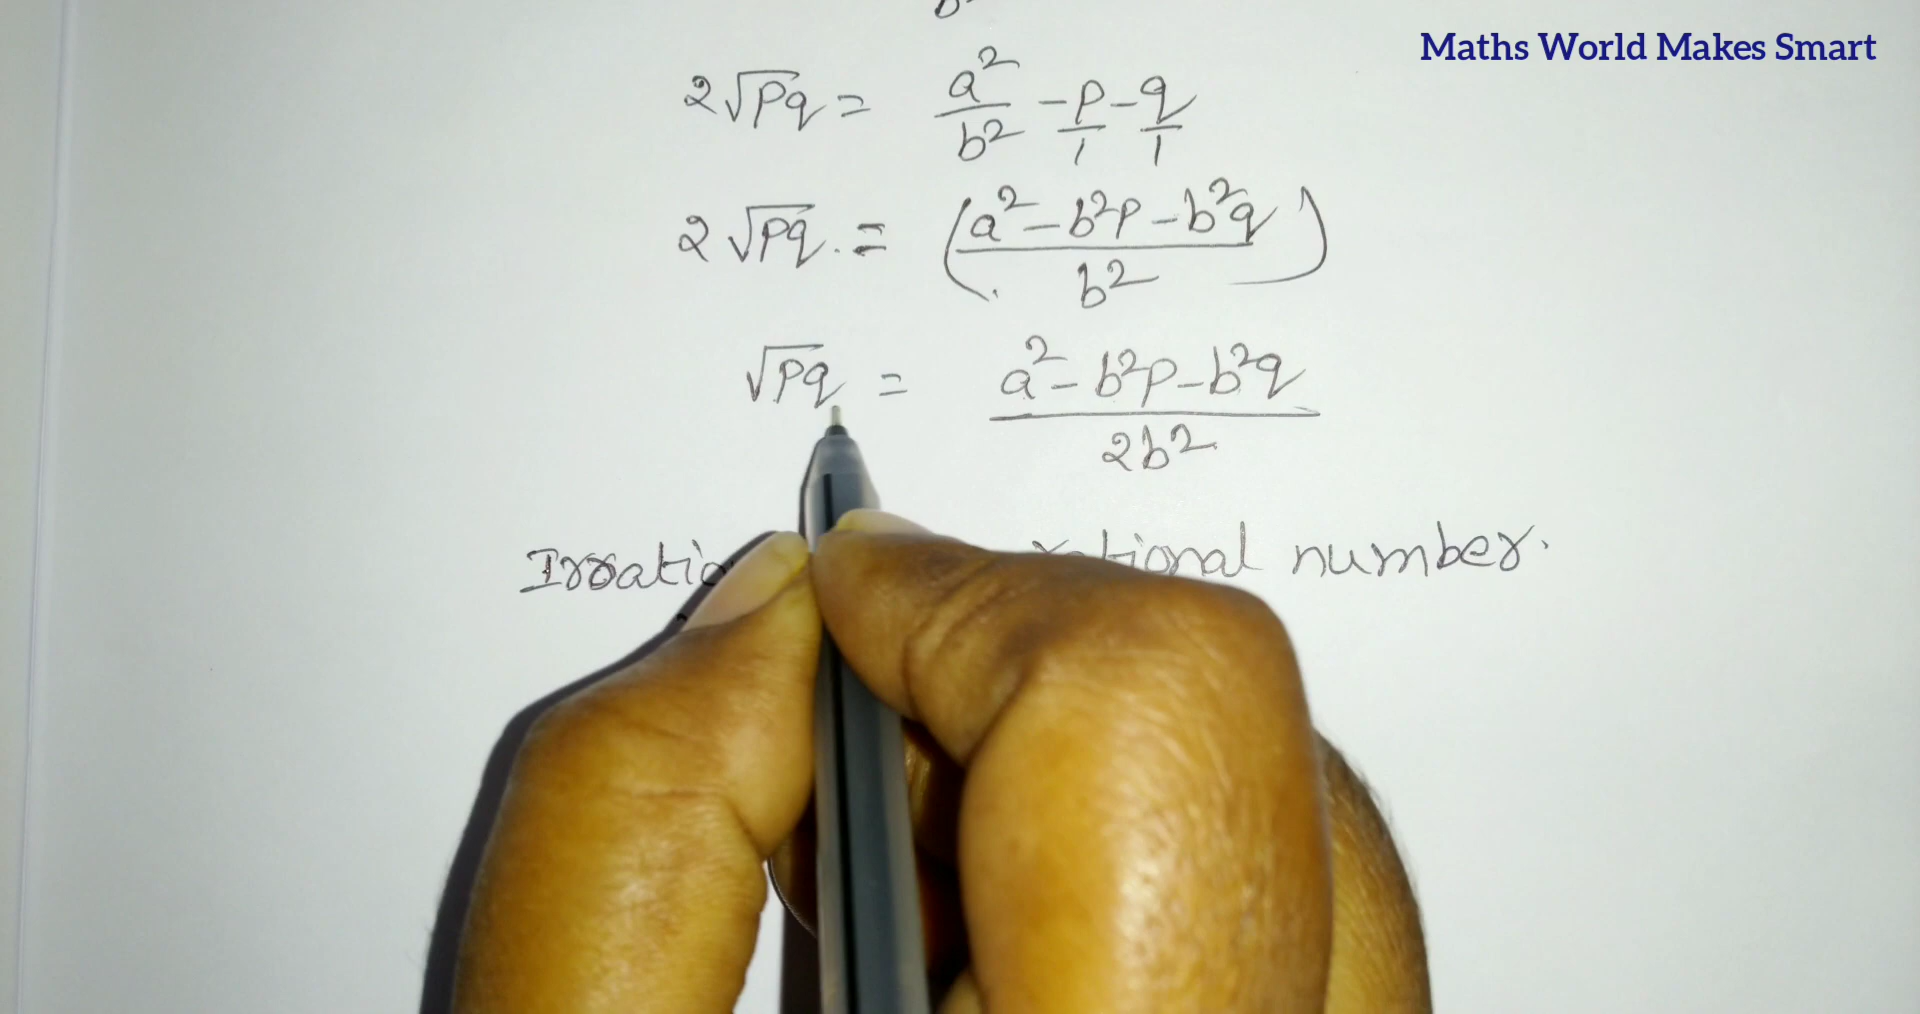 Maths World Makes Smart
2√pq = a²/b² - p/1 - q/1
2√pq. = (a² - b²p - b²q / b²)
√pq = a² - b²p - b²q / 2b²
rational number.